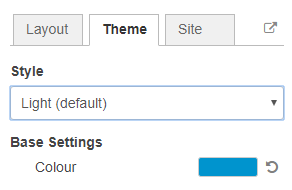 Layout Theme Site
Style
Light (default)
Base Settings
Colour